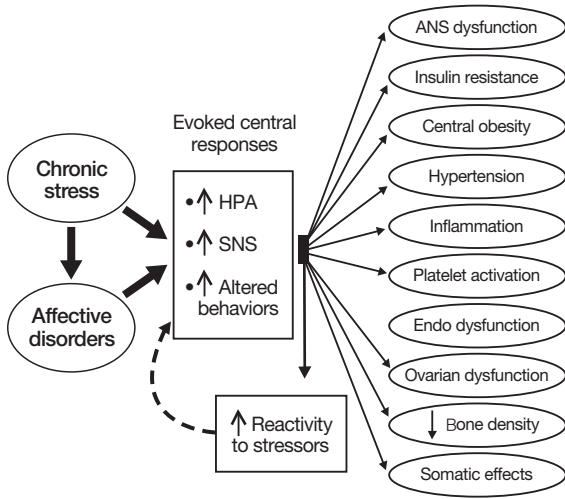 Chronic
stress
Affective
disorders
Evoked central
responses
•↑ HPA
•↑ SNS
•↑ Altered
behaviors
↑ Reactivity
to stressors
ANS dysfunction
Insulin resistance
Central obesity
Hypertension
Inflammation
Platelet activation
Endo dysfunction
Ovarian dysfunction
↓ Bone density
Somatic effects